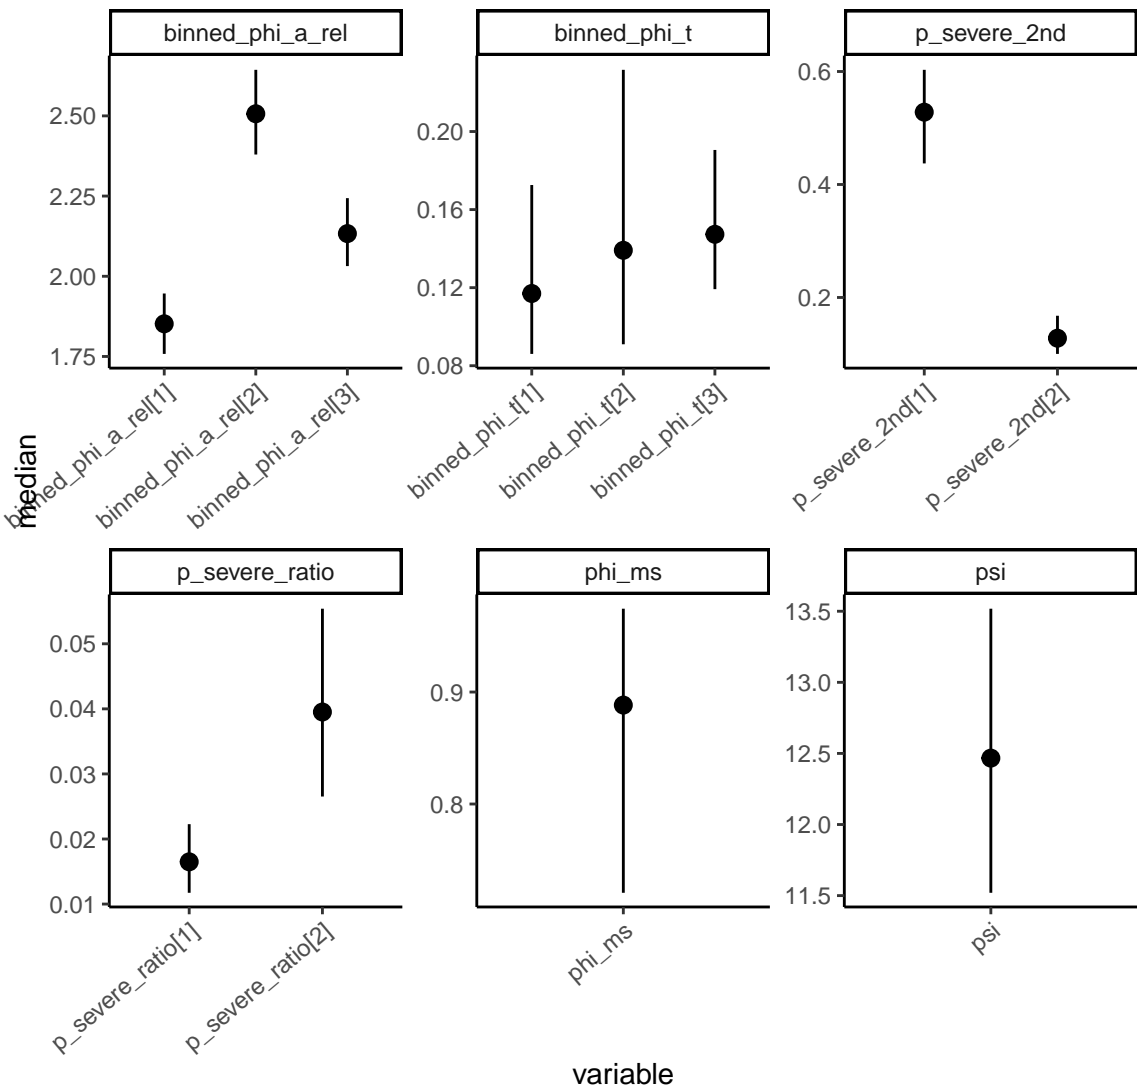 binned_phi_a_rel
binned_phi_t
p_severe_2nd
2.50
2.25
2.00
1.75
0.20
0.16
0.12
0.08
0.6
0.4
0.2
binned_phi_a_rel[1]
binned_phi_a_rel[2]
binned_phi_a_rel[3]
binned_phi_t[1]
binned_phi_t[2]
binned_phi_t[3]
p_severe_2nd[1]
p_severe_2nd[2]
median
p_severe_ratio
phi_ms
psi
0.05
0.04
0.03
0.02
0.01
0.9
0.8
13.5
13.0
12.5
12.0
11.5
p_severe_ratio[1]
p_severe_ratio[2]
phi_ms
psi
variable